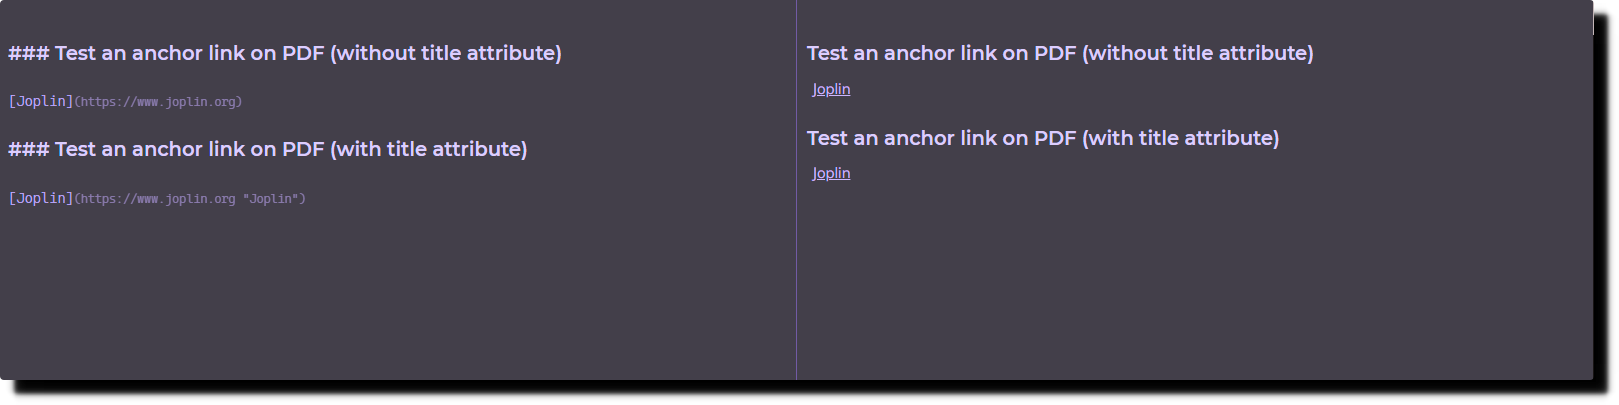 ### Test an anchor link on PDF (without title attribute)
[Joplin](https://www.joplin.org)
### Test an anchor link on PDF (with title attribute)
[Joplin](https://www.joplin.org "Joplin")
Test an anchor link on PDF (without title attribute)
Joplin
Test an anchor link on PDF (with title attribute)
Joplin